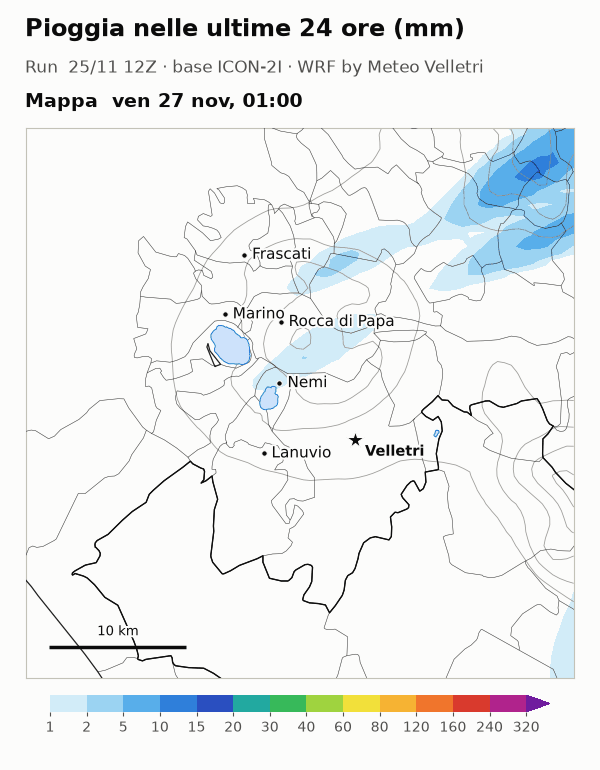 Pioggia nelle ultime 24 ore (mm)
Run  25/11 12Z · base ICON-2I · WRF by Meteo Velletri
Mappa  ven 27 nov, 01:00
Frascati
Marino
Rocca di Papa
Nemi
Velletri
Lanuvio
10 km
1 2 5 10 15 20 30 40 60 80 120 160 240 320